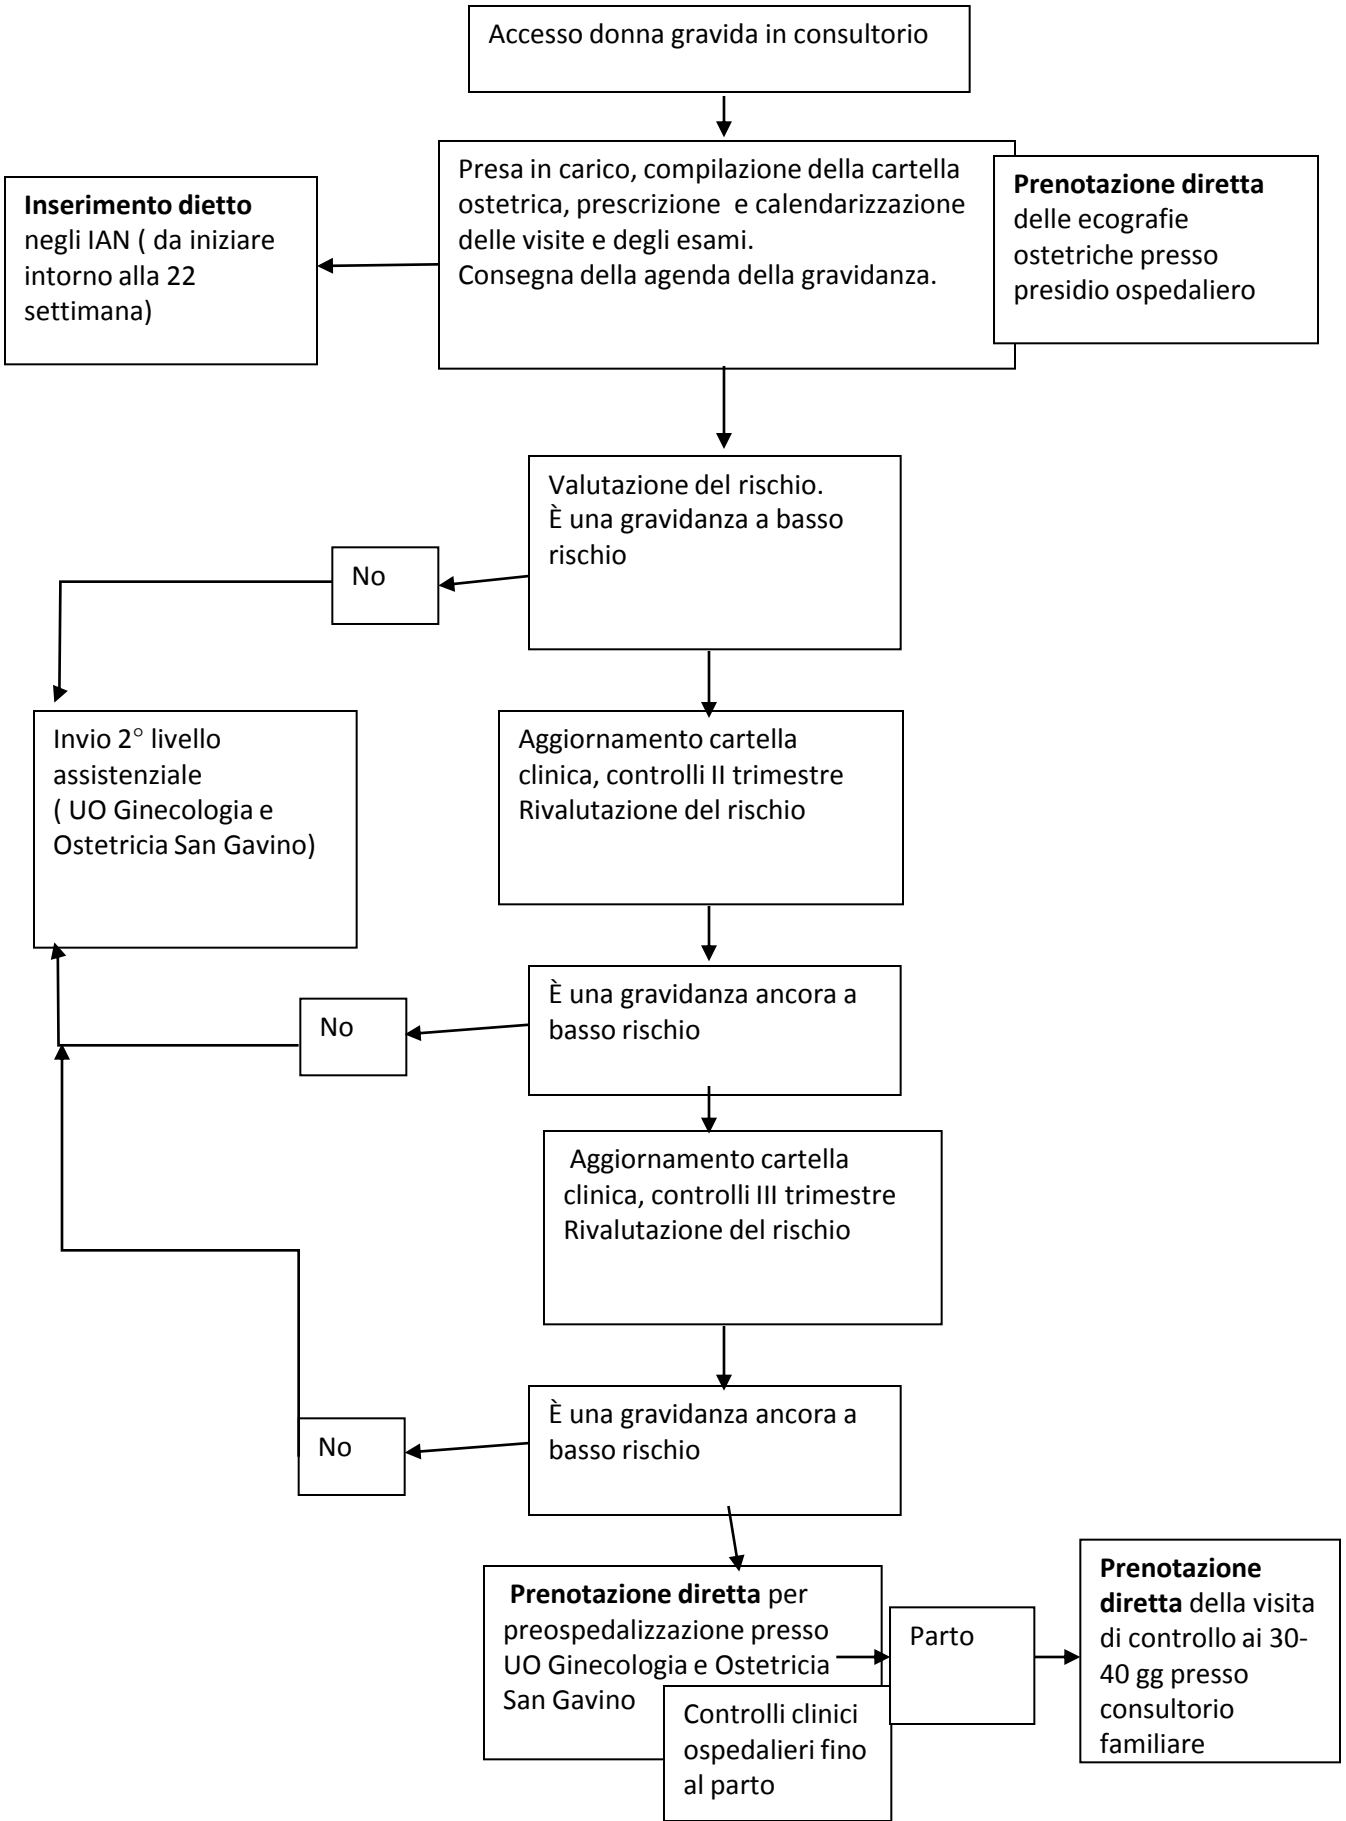 Accesso donna gravida in consultorio
Presa in carico, compilazione della cartella
ostetrica, prescrizione e calendarizzazione
delle visite e degli esami.
Consegna della agenda della gravidanza.
Prenotazione diretta
delle ecografie
ostetriche presso
presidio ospedaliero
Inserimento dietto
negli IAN ( da iniziare
intorno alla 22
settimana)
Valutazione del rischio.
È una gravidanza a basso
rischio
No
Invio 2° livello
assistenziale
( UO Ginecologia e
Ostetricia San Gavino)
Aggiornamento cartella
clinica, controlli II trimestre
Rivalutazione del rischio
È una gravidanza ancora a
basso rischio
No
Aggiornamento cartella
clinica, controlli III trimestre
Rivalutazione del rischio
È una gravidanza ancora a
basso rischio
No
Prenotazione diretta per
preospedalizzazione presso
UO Ginecologia e Ostetricia
San Gavino
Controlli clinici
ospedalieri fino
al parto
Parto
Prenotazione
diretta della visita
di controllo ai 30-
40 gg presso
consultorio
familiare